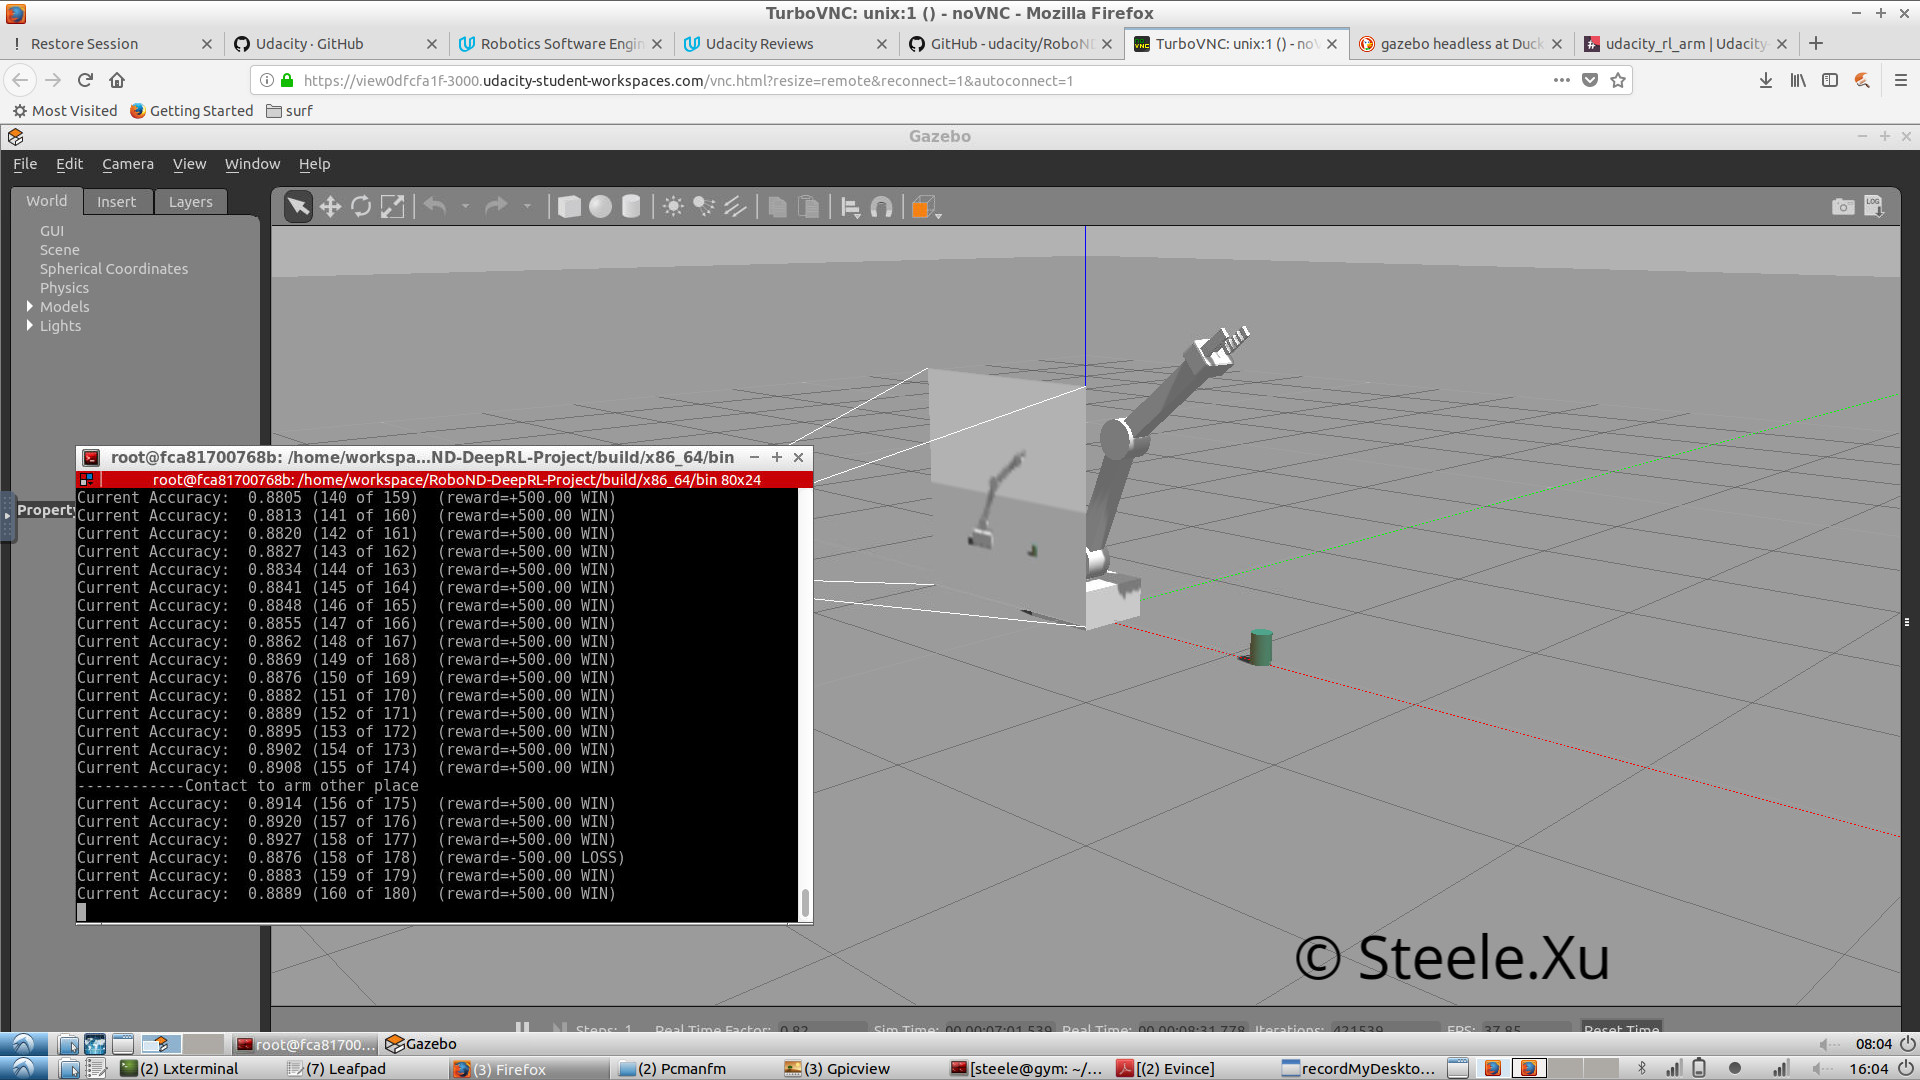 TurboVNC: unix:1 () - noVNC - Mozilla Firefox
! Restore Session
Udacity · GitHub
Robotics Software Engin
Udacity Reviews
GitHub - udacity/RoboND
TurboVNC: unix:1 () - noV
gazebo headless at Duck
udacity_rl_arm | Udacity-
https://view0dfcfa1f-3000.udacity-student-workspaces.com/vnc.html?resize=remote&reconnect=1&autoconnect=1
Most Visited Getting Started surf
Gazebo
File Edit Camera View Window Help
World Insert Layers
LOG
GUI
Scene
Spherical Coordinates
Physics
Models
Lights
Property
root@fca81700768b: /home/workspa...ND-DeepRL-Project/build/x86_64/bin
root@fca81700768b: /home/workspace/RoboND-DeepRL-Project/build/x86_64/bin 80x24
Current Accuracy: 0.8805 (140 of 159) (reward=+500.00 WIN)
Current Accuracy: 0.8813 (141 of 160) (reward=+500.00 WIN)
Current Accuracy: 0.8820 (142 of 161) (reward=+500.00 WIN)
Current Accuracy: 0.8827 (143 of 162) (reward=+500.00 WIN)
Current Accuracy: 0.8834 (144 of 163) (reward=+500.00 WIN)
Current Accuracy: 0.8841 (145 of 164) (reward=+500.00 WIN)
Current Accuracy: 0.8848 (146 of 165) (reward=+500.00 WIN)
Current Accuracy: 0.8855 (147 of 166) (reward=+500.00 WIN)
Current Accuracy: 0.8862 (148 of 167) (reward=+500.00 WIN)
Current Accuracy: 0.8869 (149 of 168) (reward=+500.00 WIN)
Current Accuracy: 0.8876 (150 of 169) (reward=+500.00 WIN)
Current Accuracy: 0.8882 (151 of 170) (reward=+500.00 WIN)
Current Accuracy: 0.8889 (152 of 171) (reward=+500.00 WIN)
Current Accuracy: 0.8895 (153 of 172) (reward=+500.00 WIN)
Current Accuracy: 0.8902 (154 of 173) (reward=+500.00 WIN)
Current Accuracy: 0.8908 (155 of 174) (reward=+500.00 WIN)
------------Contact to arm other place
Current Accuracy: 0.8914 (156 of 175) (reward=+500.00 WIN)
Current Accuracy: 0.8920 (157 of 176) (reward=+500.00 WIN)
Current Accuracy: 0.8927 (158 of 177) (reward=+500.00 WIN)
Current Accuracy: 0.8876 (158 of 178) (reward=-500.00 LOSS)
Current Accuracy: 0.8883 (159 of 179) (reward=+500.00 WIN)
Current Accuracy: 0.8889 (160 of 180) (reward=+500.00 WIN)
© Steele.Xu
Steps: 1 Real Time Factor: 0.82 Sim Time: 00 00:07:01.539 Real Time: 00 00:08:31.778 Iterations: 421539 FPS: 37.85 Reset Time
root@fca81700... Gazebo 08:04
(2) Lxterminal (7) Leafpad (3) Firefox (2) Pcmanfm (3) Gpicview [steele@gym: ~/... [(2) Evince] recordMyDeskto... 16:04